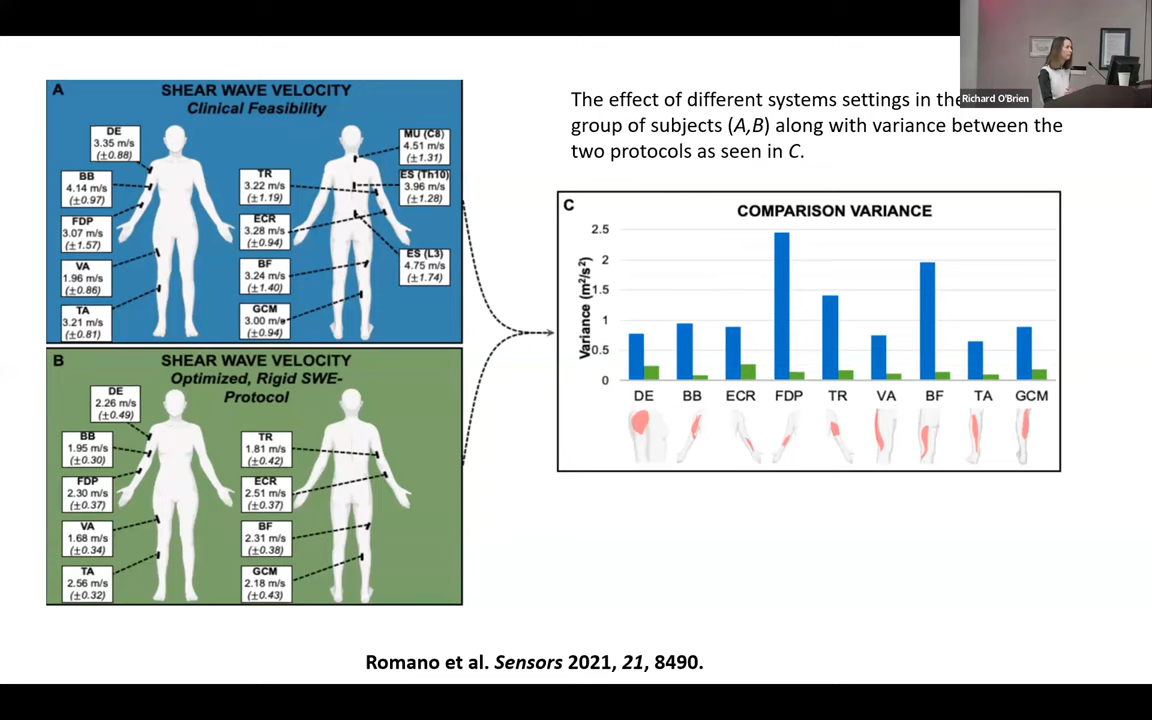 A
SHEAR WAVE VELOCITY
Clinical Feasibility
DE
3.35 m/s
(±0.88)
BB
4.14 m/s
(±0.97)
FDP
3.07 m/s
(±1.57)
VA
1.96 m/s
(±0.86)
TA
3.21 m/s
(±0.81)
TR
3.22 m/s
(±1.19)
ECR
3.28 m/s
(±0.94)
BF
3.24 m/s
(±1.40)
GCM
3.00 m/s
(±0.94)
MU (C8)
4.51 m/s
(±1.31)
ES (Th10)
3.96 m/s
(±1.28)
ES (L3)
4.75 m/s
(±1.74)
B
SHEAR WAVE VELOCITY
Optimized, Rigid SWE-
Protocol
DE
2.26 m/s
(±0.49)
BB
1.95 m/s
(±0.30)
FDP
2.30 m/s
(±0.37)
VA
1.68 m/s
(±0.34)
TA
2.56 m/s
(±0.32)
TR
1.81 m/s
(±0.42)
ECR
2.51 m/s
(±0.37)
BF
2.31 m/s
(±0.38)
GCM
2.18 m/s
(±0.43)
The effect of different systems settings in the
group of subjects (A,B) along with variance between the
two protocols as seen in C.
Richard O'Brien
C
COMPARISON VARIANCE
Variance (m²/s²)
2.5
2
1.5
1
0.5
0
DE BB ECR FDP TR VA BF TA GCM
Romano et al. Sensors 2021, 21, 8490.